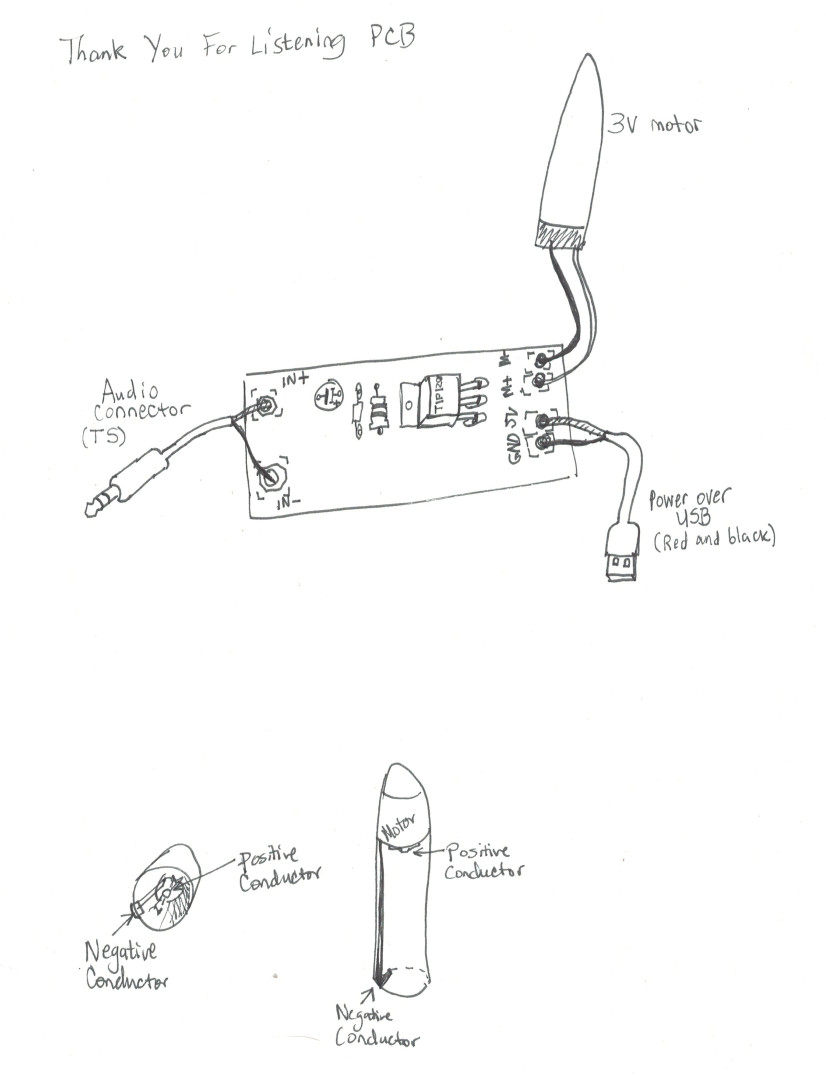 Thank You For Listening PCB
3V motor
Audio
connector
(TS)
IN+
IN-
TIP120
M-
M+
5V
GND
Power over
USB
(Red and black)
Motor
Positive
Conductor
Negative
Conductor
Positive
Conductor
Negative
Conductor